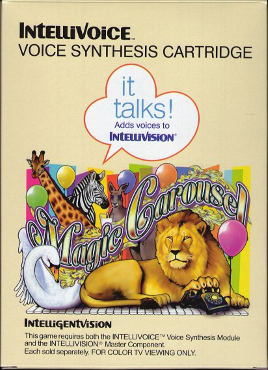 INTELLIVOICE™
VOICE SYNTHESIS CARTRIDGE
it
talks!
Adds voices to
INTELLIVISION®
Magic Carousel
INTELLIGENTVISION
This game requires both the INTELLIVOICE™ Voice Synthesis Module
and the INTELLIVISION® Master Component.
Each sold separately. FOR COLOR TV VIEWING ONLY.